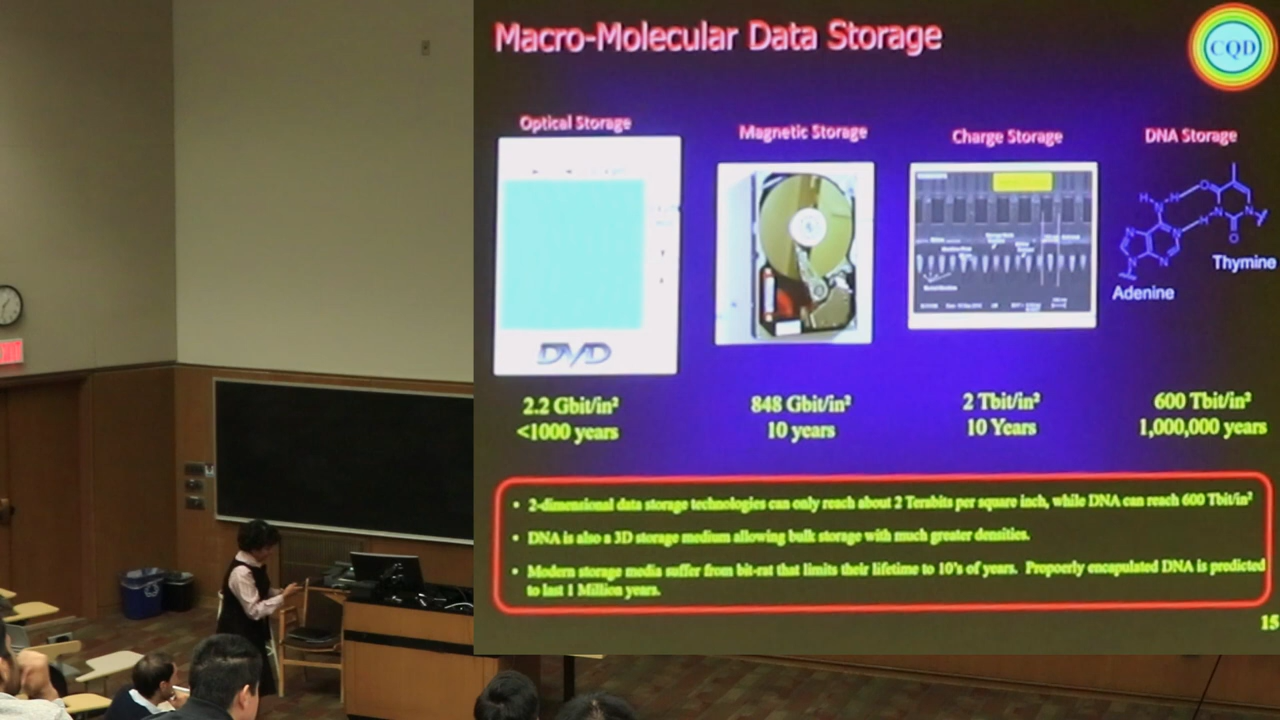 Macro-Molecular Data Storage
CQD
Optical Storage
Magnetic Storage
Charge Storage
DNA Storage
DVD
H
H
O
N
N
N
N
N
H
N
N
O
Thymine
Adenine
2.2 Gbit/in²
<1000 years
848 Gbit/in²
10 years
2 Tbit/in²
10 Years
600 Tbit/in²
1,000,000 years
• 2-dimensional data storage technologies can only reach about 2 Terabits per square inch, while DNA can reach 600 Tbit/in²
• DNA is also a 3D storage medium allowing bulk storage with much greater densities.
• Modern storage media suffer from bit-rat that limits their lifetime to 10's of years. Propoerly encapulated DNA is predicted
to last 1 Million years.
15